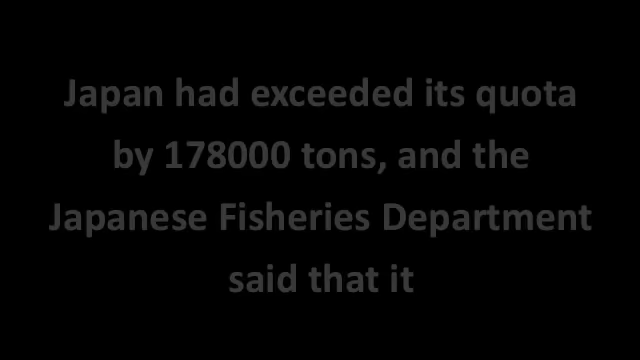 Japan had exceeded its quota
by 178000 tons, and the
Japanese Fisheries Department
said that it